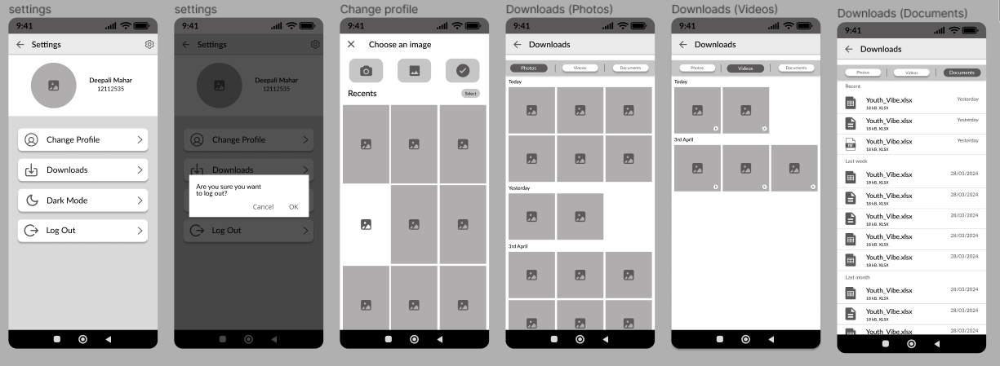 settings
9:41
Settings
Deepali Mahar
12112535
Change Profile
Downloads
Dark Mode
Log Out
settings
9:41
Settings
Deepali Mahar
12112535
Change Profile
Downloads
Are you sure you want
to log out?
Cancel OK
Log Out
Change profile
9:41
Choose an image
Recents
Select
Downloads (Photos)
9:41
Downloads
Photos Videos Documents
Today
Yesterday
3rd April
Downloads (Videos)
9:41
Downloads
Photos Videos Documents
Today
3rd April
Downloads (Documents)
9:41
Downloads
Photos Videos Documents
Recent
Youth_Vibe.xlsx Yesterday
18 kB. XLSX
Youth_Vibe.xlsx Yesterday
18 kB. XLSX
PDF
Youth_Vibe.xlsx Yesterday
18 kB. XLSX
Last week
Youth_Vibe.xlsx 28/03/2024
18 kB. XLSX
Youth_Vibe.xlsx 28/03/2024
18 kB. XLSX
Youth_Vibe.xlsx 28/03/2024
18 kB. XLSX
Youth_Vibe.xlsx 28/03/2024
18 kB. XLSX
Youth_Vibe.xlsx 28/03/2024
18 kB. XLSX
Last month
Youth_Vibe.xlsx 28/03/2024
18 kB. XLSX
Youth_Vibe.xlsx 28/03/2024
18 kB. XLSX
Youth_Vibe.xlsx 28/03/2024